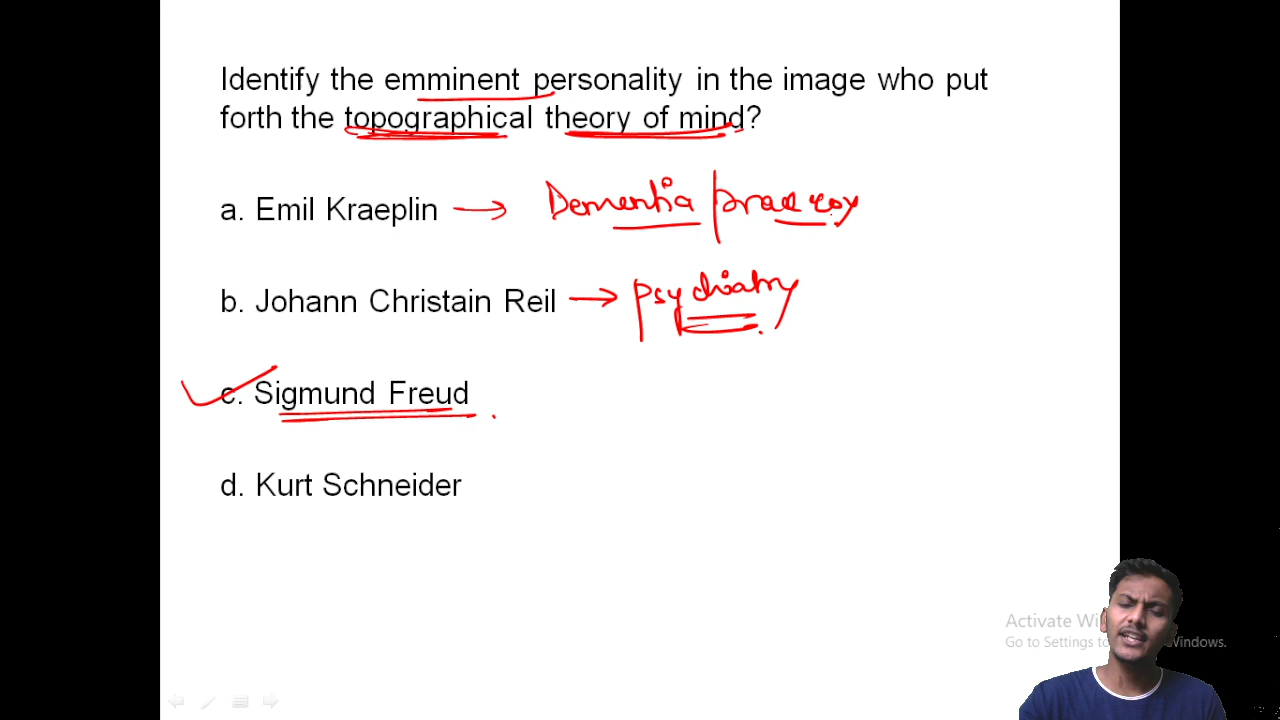 Identify the emminent personality in the image who put
forth the topographical theory of mind?
a. Emil Kraeplin → Dementia praecox
b. Johann Christain Reil → psychiatry
c. Sigmund Freud
d. Kurt Schneider
Activate Wi
Go to Settings to Windows.